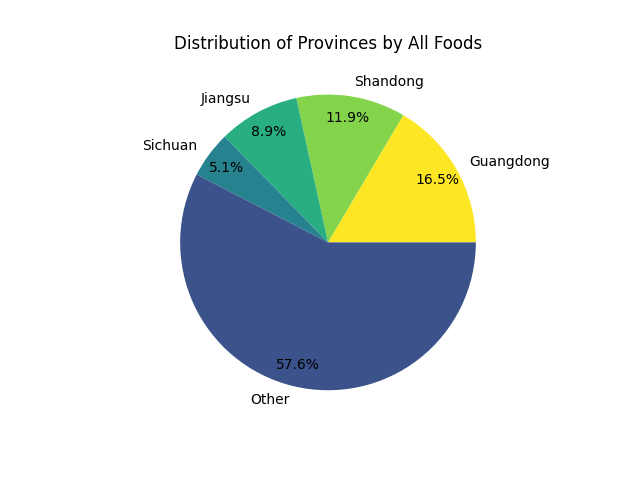 Distribution of Provinces by All Foods
Shandong
Jiangsu
11.9%
8.9%
Sichuan
5.1%
Guangdong
16.5%
57.6%
Other